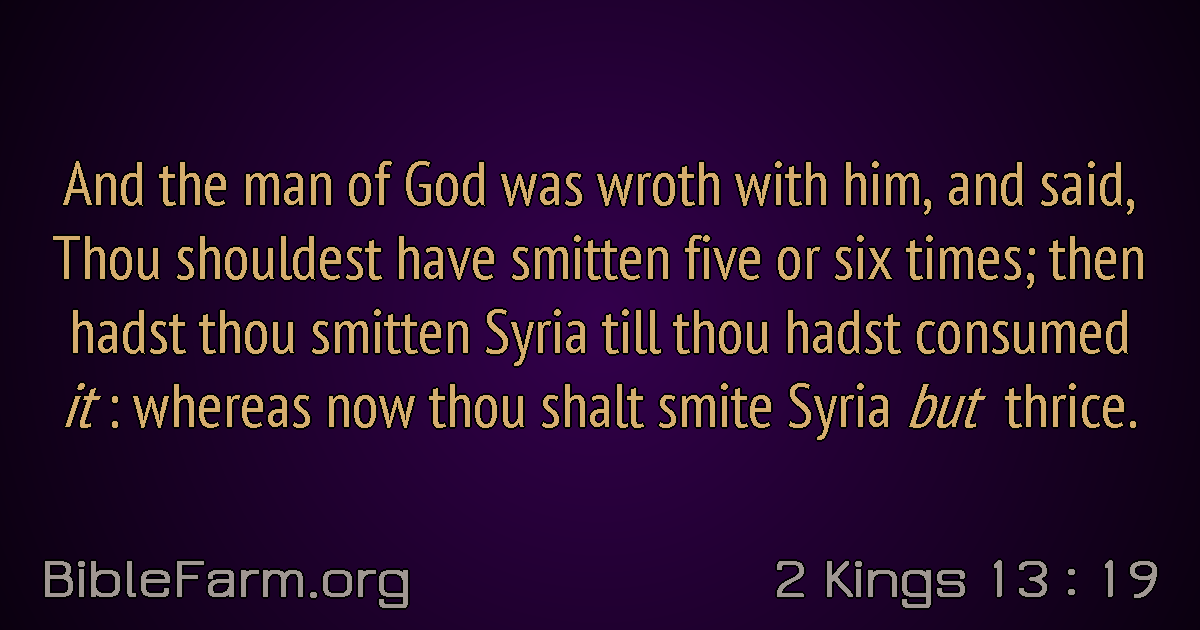 And the man of God was wroth with him, and said,
Thou shouldest have smitten five or six times; then
hadst thou smitten Syria till thou hadst consumed
it : whereas now thou shalt smite Syria but thrice.
BibleFarm.org
2 Kings 13 : 19